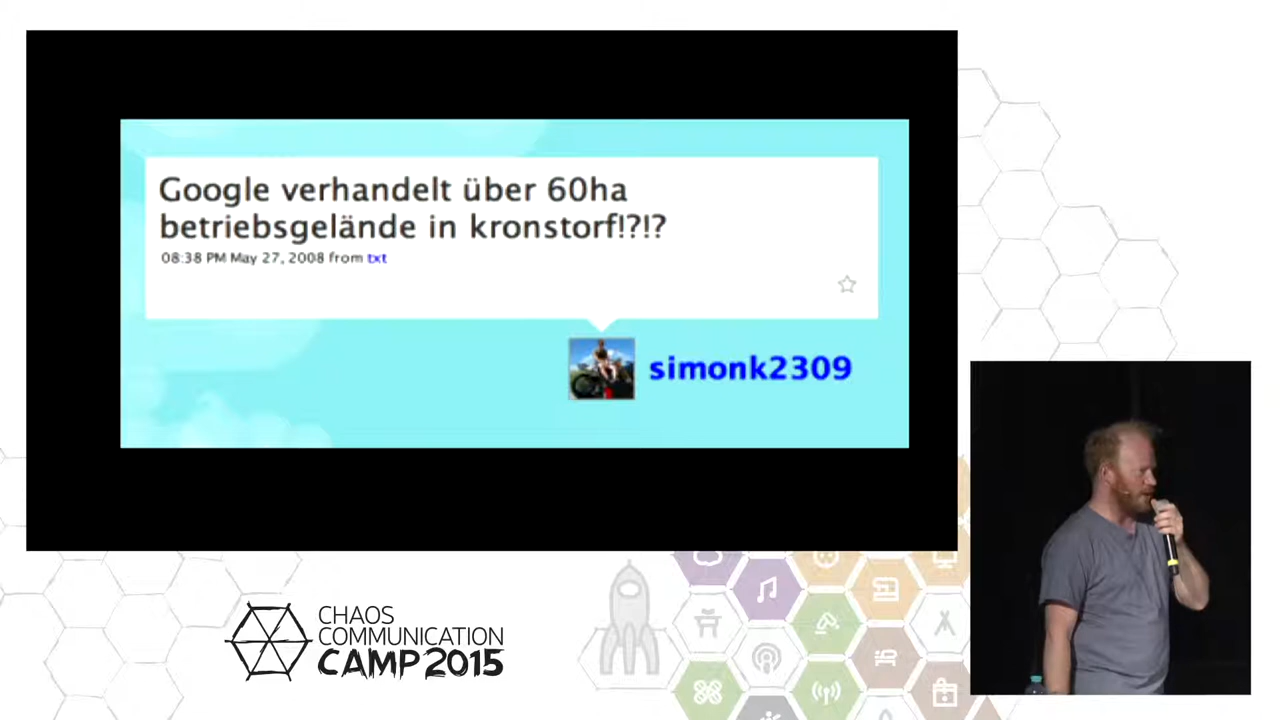 Google verhandelt über 60ha
betriebsgelände in kronstorf!?!?
08:38 PM May 27, 2008 from txt
simonk2309
CHAOS
COMMUNICATION
CAMP 2015